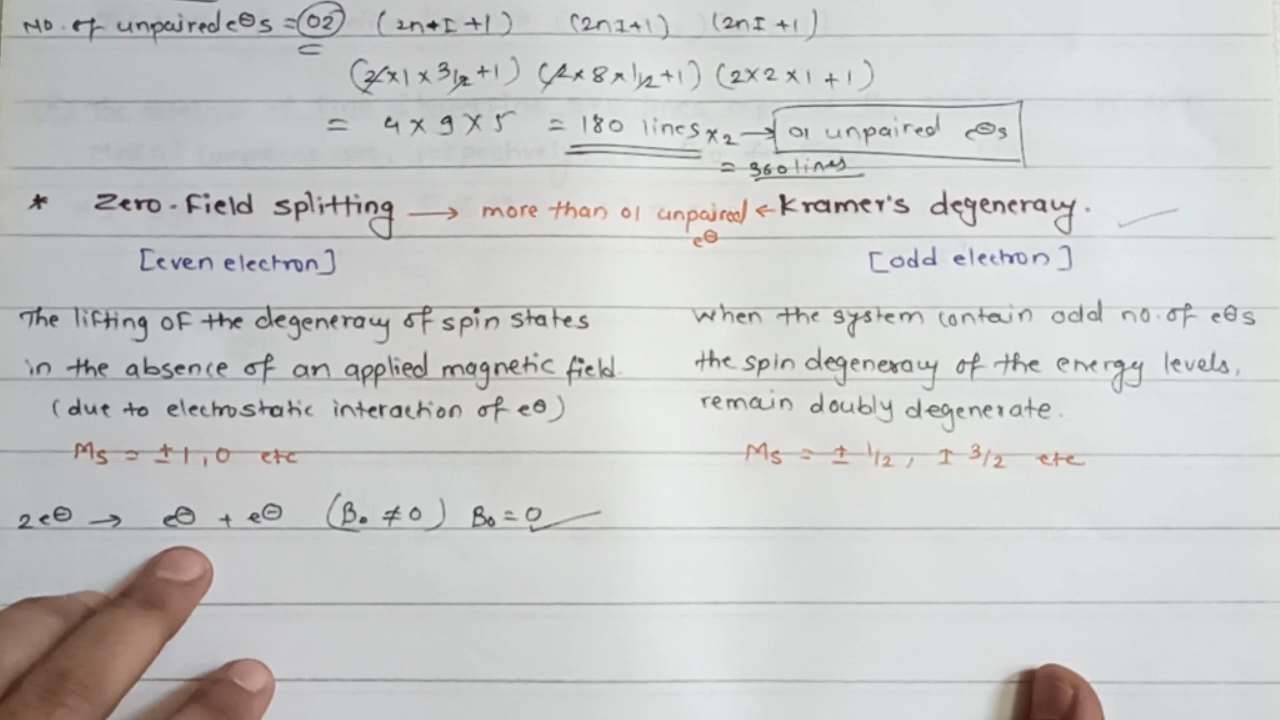 No. of unpaired e⊖s = 02 (2n*I+1) (2nI+1) (2nI+1)
(2×1×3/2+1) (2×8×1/2+1) (2×2×1+1)
= 4×9×5 = 180 lines ×2 → 01 unpaired e⊖s
= 360 lines
* Zero-Field splitting → more than 01 unpaired e⊖ ← Kramer's degeneracy.
[even electron] [odd electron]
The lifting of the degeneracy of spin states
in the absence of an applied magnetic field.
(due to electrostatic interaction of e⊖)
Ms = ±1, 0 etc
When the system contain odd no. of e⊖s
the spin degeneracy of the energy levels,
remain doubly degenerate.
Ms = ± 1/2, ± 3/2 etc
2e⊖ → e⊖ + e⊖ (B₀ ≠ 0) B₀ = 0